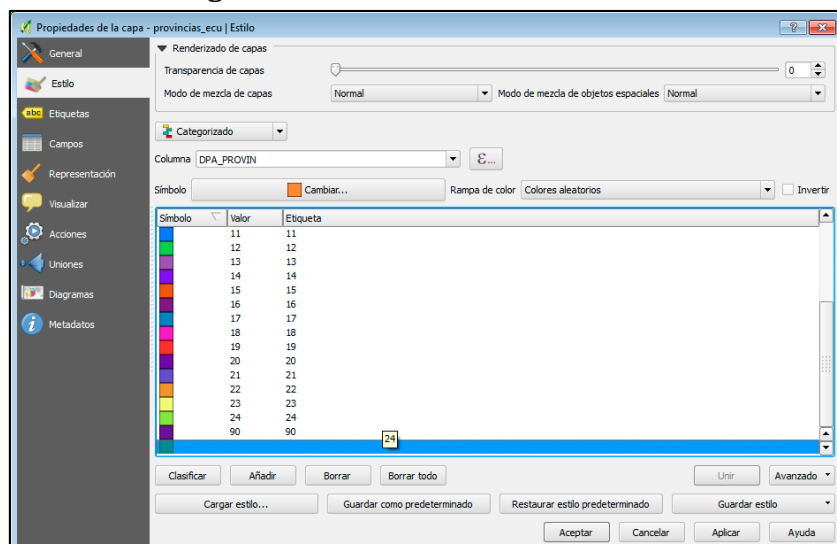 Propiedades de la capa - provincias_ecu | Estilo
General
Estilo
Etiquetas
Campos
Representación
Visualizar
Acciones
Uniones
Diagramas
Metadatos
Renderizado de capas
Transparencia de capas 0
Modo de mezcla de capas Normal Modo de mezcla de objetos espaciales Normal
Categorizado
Columna DPA_PROVIN ε...
Símbolo Cambiar... Rampa de color Colores aleatorios Invertir
Símbolo Valor Etiqueta
11 11
12 12
13 13
14 14
15 15
16 16
17 17
18 18
19 19
20 20
21 21
22 22
23 23
24 24
90 90
24
Clasificar Añadir Borrar Borrar todo Unir Avanzado
Cargar estilo... Guardar como predeterminado Restaurar estilo predeterminado Guardar estilo
Aceptar Cancelar Aplicar Ayuda